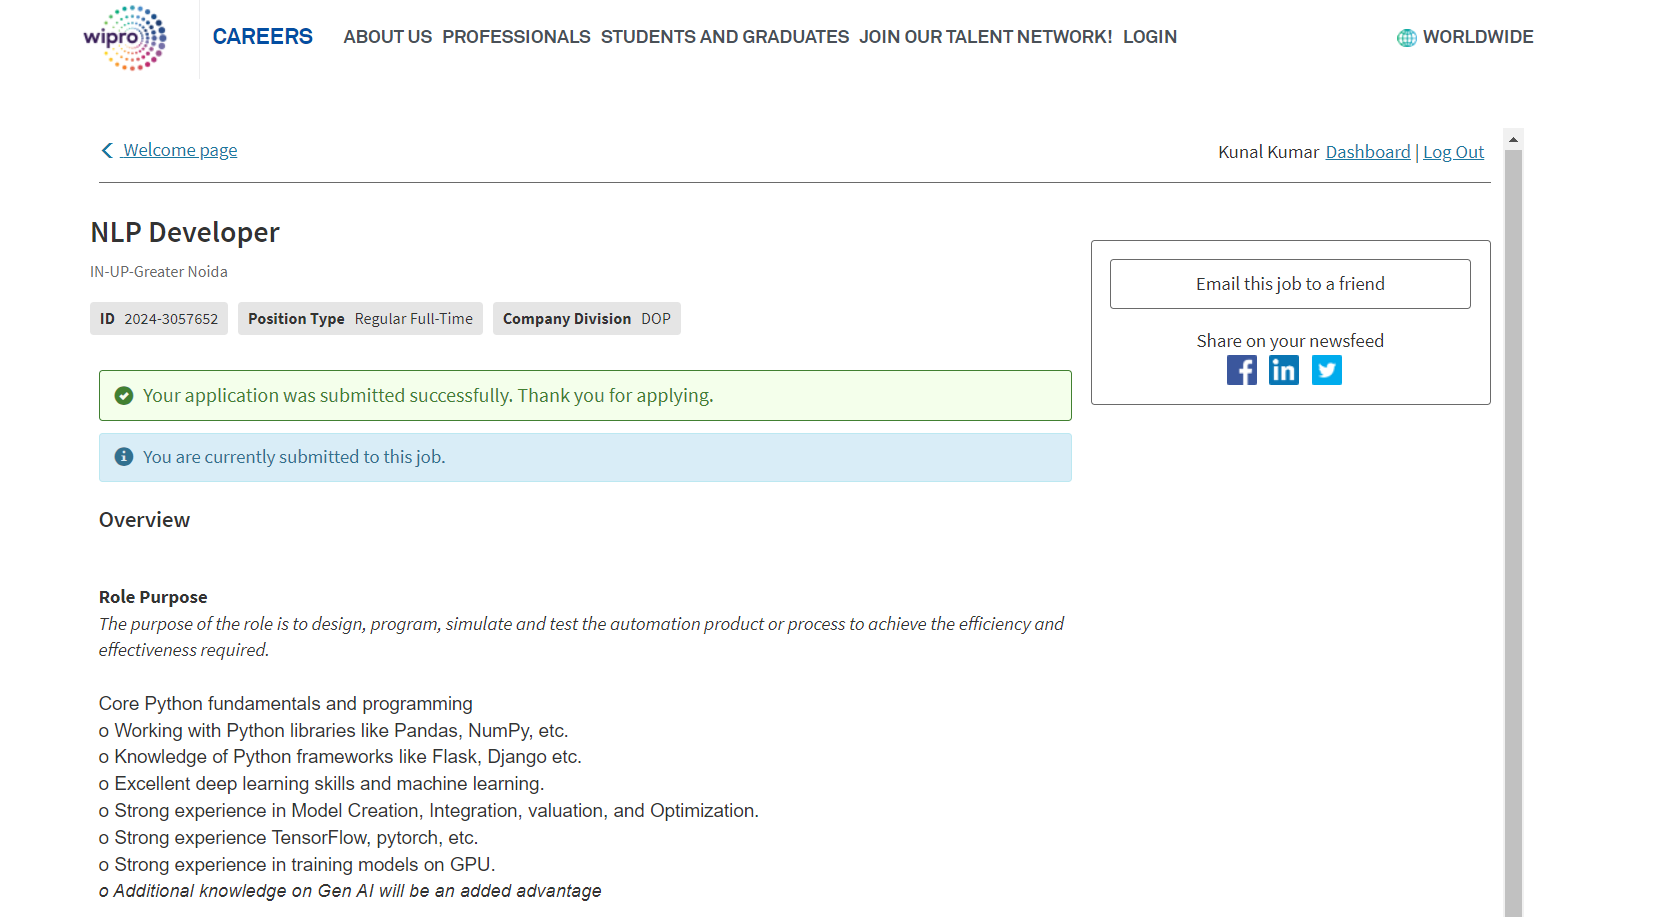 wipro
CAREERS
ABOUT US PROFESSIONALS STUDENTS AND GRADUATES JOIN OUR TALENT NETWORK! LOGIN
WORLDWIDE
Welcome page
Kunal Kumar Dashboard | Log Out
NLP Developer
IN-UP-Greater Noida
ID 2024-3057652
Position Type Regular Full-Time
Company Division DOP
Your application was submitted successfully. Thank you for applying.
You are currently submitted to this job.
Email this job to a friend
Share on your newsfeed
Overview
Role Purpose
The purpose of the role is to design, program, simulate and test the automation product or process to achieve the efficiency and
effectiveness required.
Core Python fundamentals and programming
o Working with Python libraries like Pandas, NumPy, etc.
o Knowledge of Python frameworks like Flask, Django etc.
o Excellent deep learning skills and machine learning.
o Strong experience in Model Creation, Integration, valuation, and Optimization.
o Strong experience TensorFlow, pytorch, etc.
o Strong experience in training models on GPU.
o Additional knowledge on Gen AI will be an added advantage